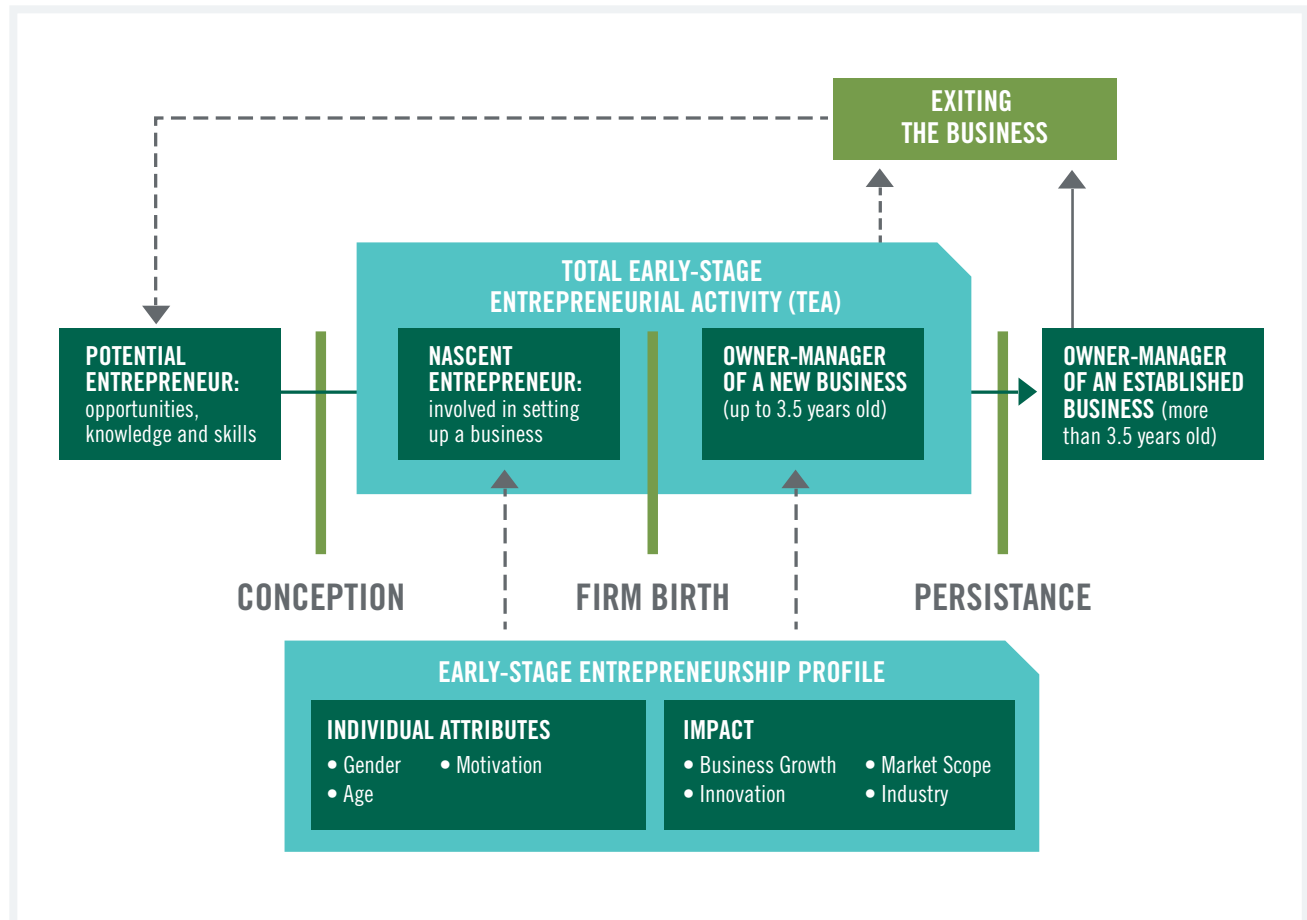 EXITING
THE BUSINESS
TOTAL EARLY-STAGE
ENTREPRENEURIAL ACTIVITY (TEA)
POTENTIAL
ENTREPRENEUR:
opportunities,
knowledge and skills
NASCENT
ENTREPRENEUR:
involved in setting
up a business
OWNER-MANAGER
OF A NEW BUSINESS
(up to 3.5 years old)
OWNER-MANAGER
OF AN ESTABLISHED
BUSINESS (more
than 3.5 years old)
CONCEPTION
FIRM BIRTH
PERSISTANCE
EARLY-STAGE ENTREPRENEURSHIP PROFILE
INDIVIDUAL ATTRIBUTES
• Gender • Motivation
• Age
IMPACT
• Business Growth • Market Scope
• Innovation • Industry